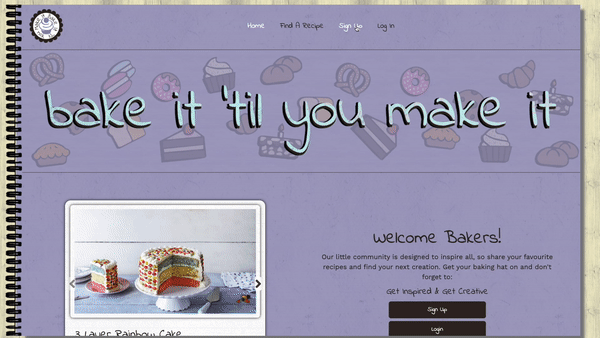 Home Find A Recipe Sign Up Log In
bake it 'til you make it
Welcome Bakers!
Our little community is designed to inspire all, so share your favourite
recipes and find your next creation. Get your baking hat on and don't
forget to:
Get Inspired & Get Creative
Sign Up
Login
3 Layer Rainbow Cake